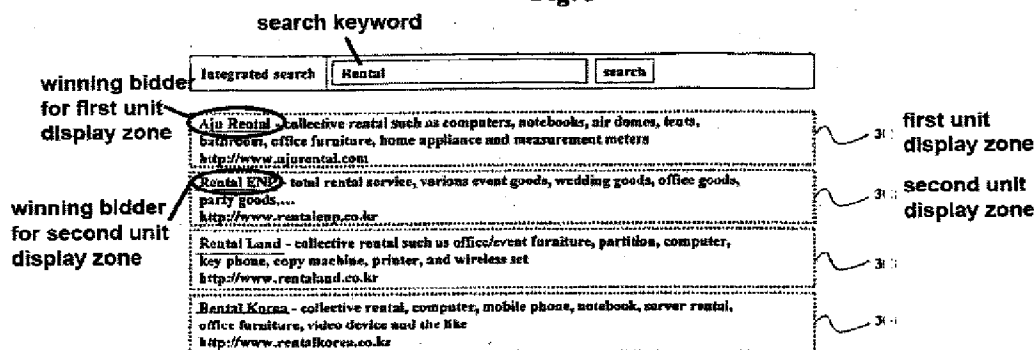 search keyword
Integrated search Rental search
winning bidder
for first unit
display zone
Aju Rental - collective rental such as computers, notebooks, air domes, tents,
bathroom, office furniture, home appliance and measurement meters
http://www.ajurental.com
first unit
display zone
Rental ENP - total rental service, various event goods, wedding goods, office goods,
party goods,...
http://www.rentalenp.co.kr
second unit
display zone
winning bidder
for second unit
display zone
Rental Land - collective rental such us office/event furniture, partition, computer,
key phone, copy machine, printer, and wireless set
http://www.rentaland.co.kr
Rental Korea - collective rental, computer, mobile phone, notebook, server rental,
office furniture, video device and the like
http://www.rentalkorea.co.kr